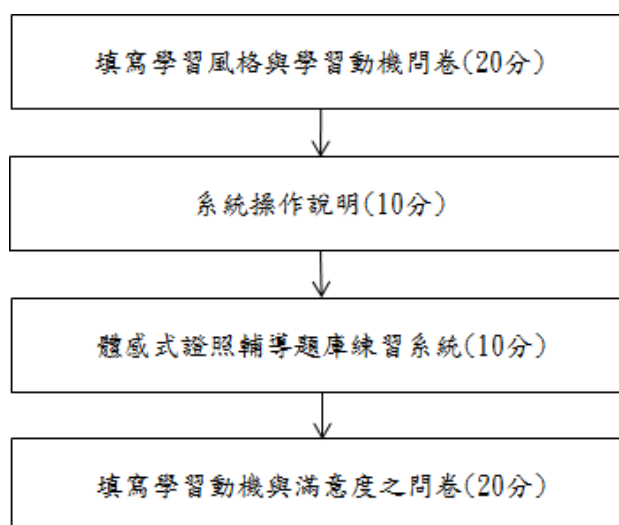 填寫學習風格與學習動機問卷(20分)
系統操作說明(10分)
體感式證照輔導題庫練習系統(10分)
填寫學習動機與滿意度之問卷(20分)